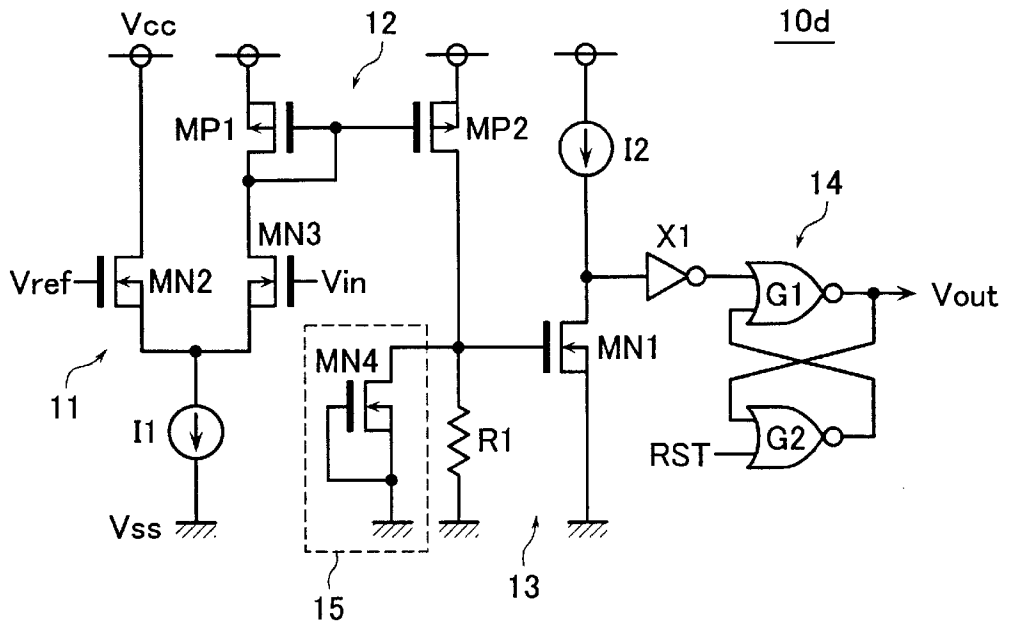 10d
Vcc
12
MP1
MP2
I2
14
MN3
X1
Vref
MN2
Vin
G1
Vout
MN4
MN1
11
I1
R1
G2
RST
Vss
15
13